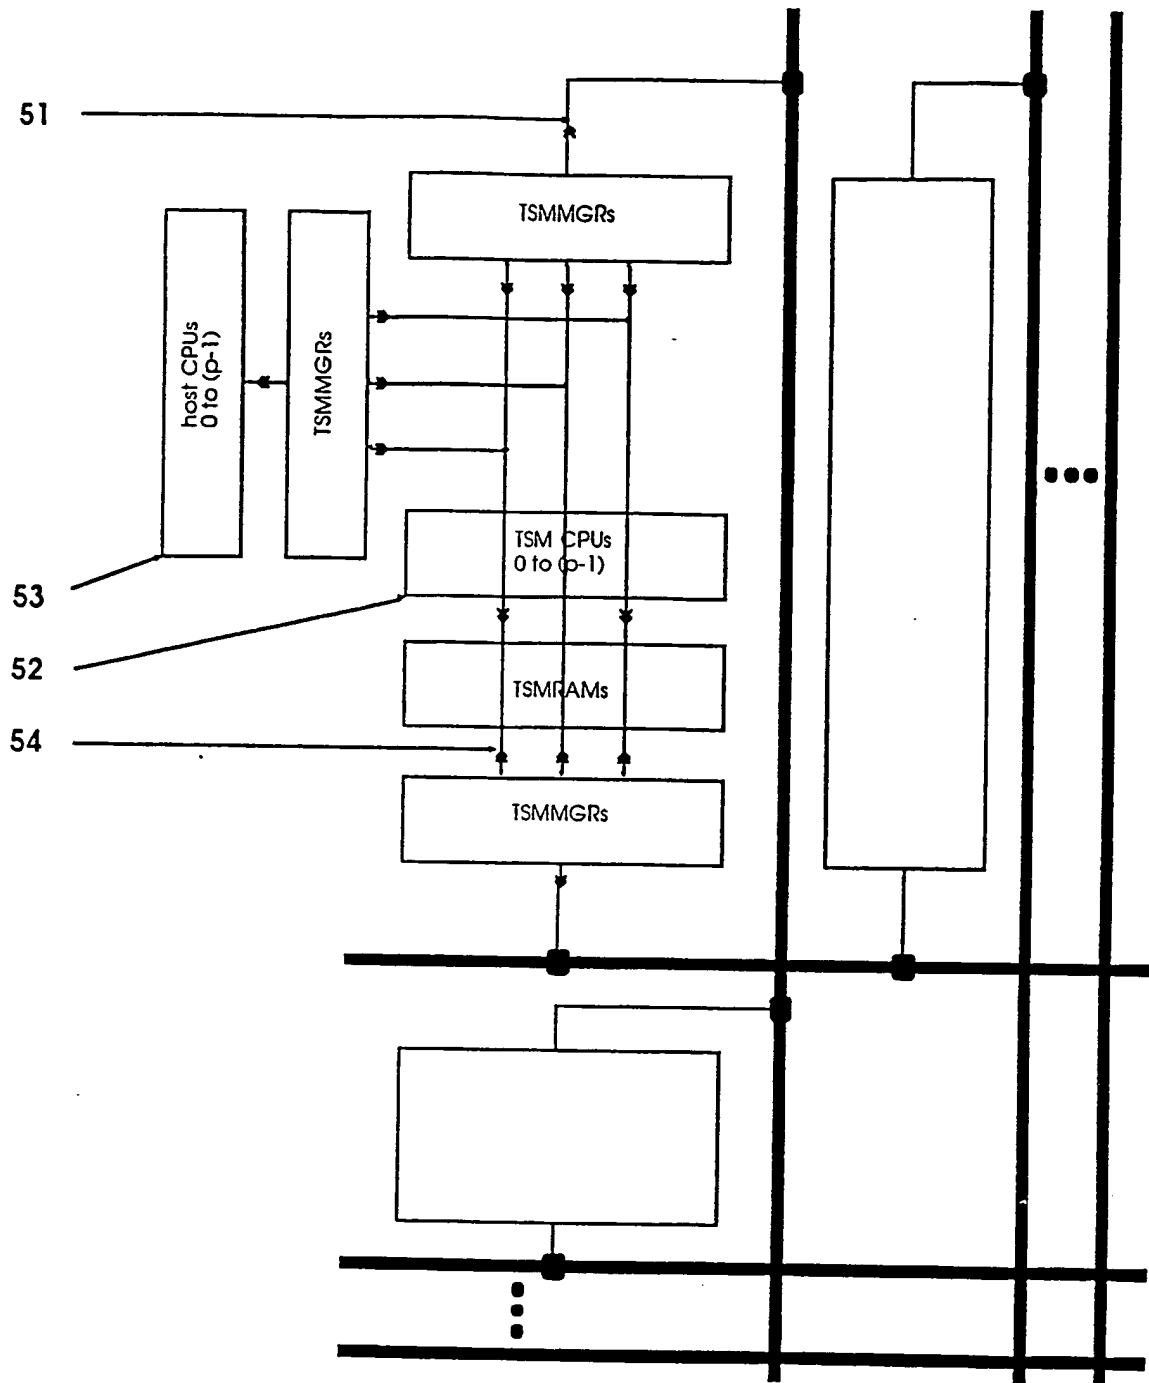 51
TSMMGRs
host CPUs
0 to (p-1)
TSMMGRs
TSM CPUs
0 to (p-1)
53
52
TSMRAMs
54
TSMMGRs